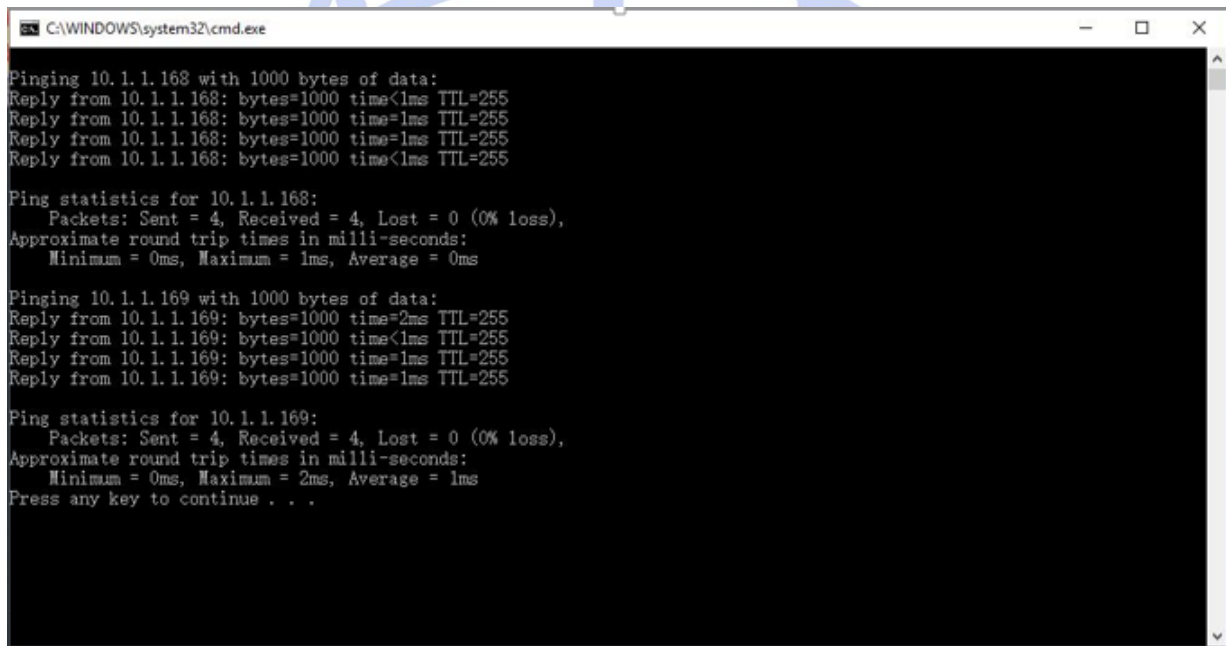 C:\WINDOWS\system32\cmd.exe
Pinging 10.1.1.168 with 1000 bytes of data:
Reply from 10.1.1.168: bytes=1000 time<1ms TTL=255
Reply from 10.1.1.168: bytes=1000 time=1ms TTL=255
Reply from 10.1.1.168: bytes=1000 time=1ms TTL=255
Reply from 10.1.1.168: bytes=1000 time<1ms TTL=255
Ping statistics for 10.1.1.168:
Packets: Sent = 4, Received = 4, Lost = 0 (0% loss),
Approximate round trip times in milli-seconds:
Minimum = 0ms, Maximum = 1ms, Average = 0ms
Pinging 10.1.1.169 with 1000 bytes of data:
Reply from 10.1.1.169: bytes=1000 time=2ms TTL=255
Reply from 10.1.1.169: bytes=1000 time<1ms TTL=255
Reply from 10.1.1.169: bytes=1000 time=1ms TTL=255
Reply from 10.1.1.169: bytes=1000 time=1ms TTL=255
Ping statistics for 10.1.1.169:
Packets: Sent = 4, Received = 4, Lost = 0 (0% loss),
Approximate round trip times in milli-seconds:
Minimum = 0ms, Maximum = 2ms, Average = 1ms
Press any key to continue . . .